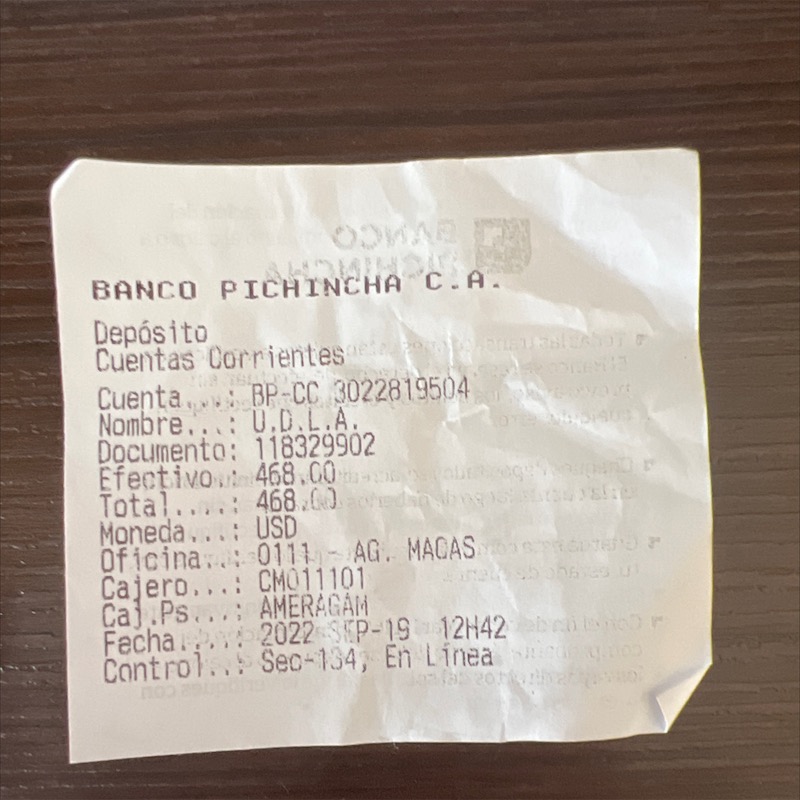 BANCO PICHINCHA C.A.
Depósito
Cuentas Corrientes
Cuenta...: BP-CC 3022819504
Nombre...: U.D.L.A.
Documento: 118329902
Efectivo.: 468.00
Total....: 468.00
Moneda...: USD
Oficina..: 0111 - AG. MACAS
Cajero...: CM011101
Caj.Ps...: AMERAGAM
Fecha....: 2022 SEP-19 12H42
Control..: Sec-134, En Línea